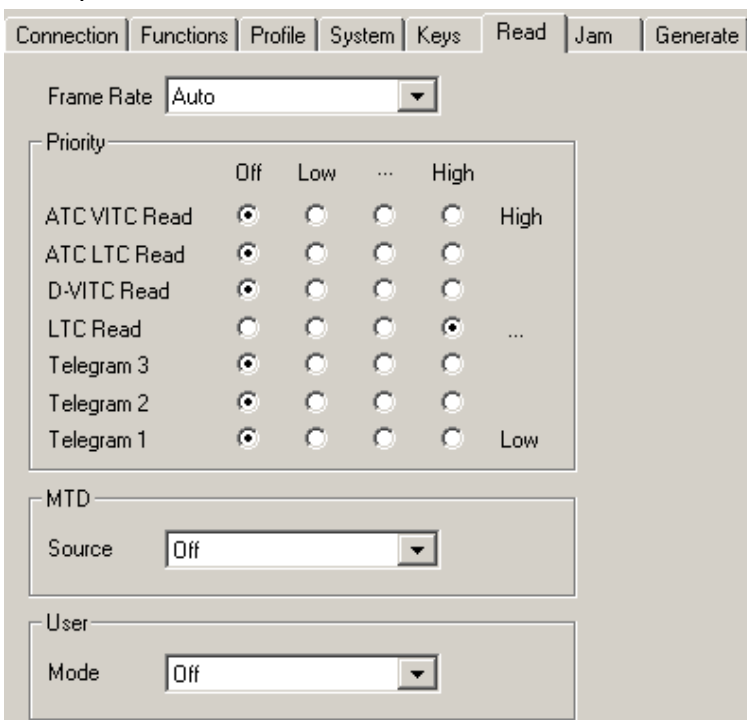 Connection Functions Profile System Keys Read Jam Generate
Frame Rate Auto
Priority
Off Low ... High
ATC VITC Read High
ATC LTC Read
D-VITC Read
LTC Read ...
Telegram 3
Telegram 2
Telegram 1 Low
MTD
Source Off
User
Mode Off